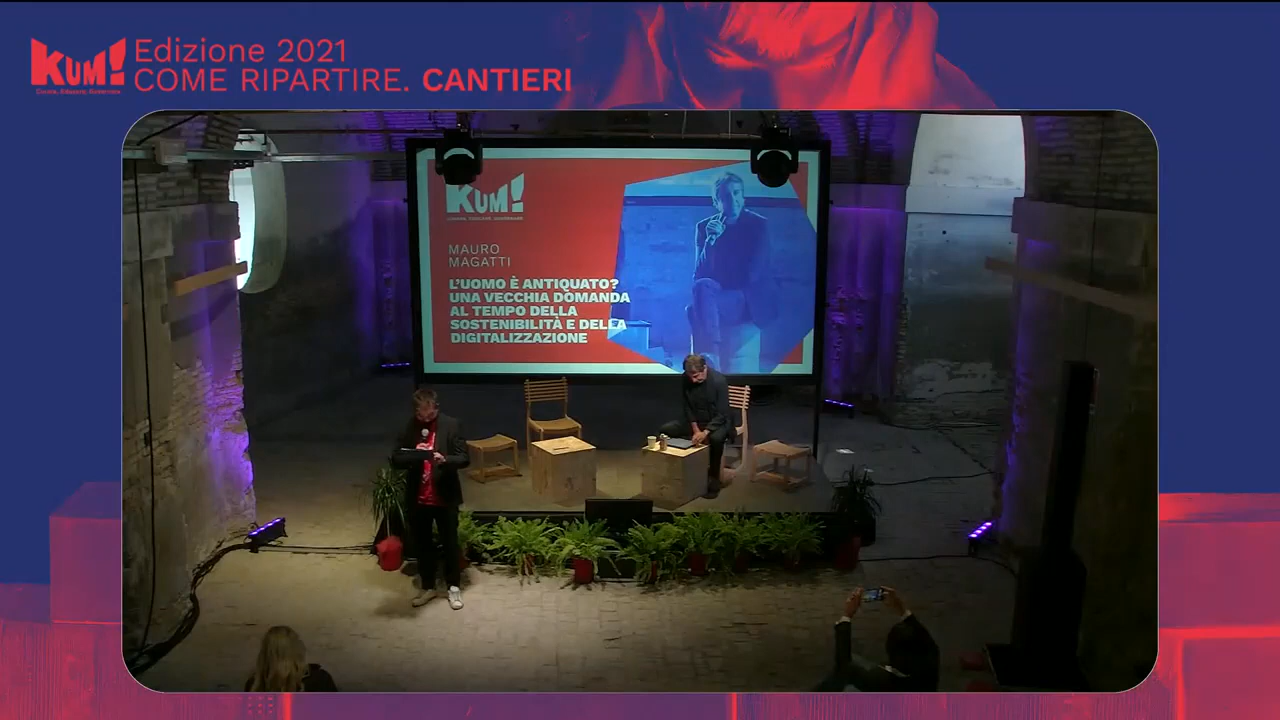 KUM!
Edizione 2021
COME RIPARTIRE. CANTIERI
KUM!
MAURO
MAGATTI
L'UOMO È ANTIQUATO?
UNA VECCHIA DOMANDA
AL TEMPO DELLA
SOSTENIBILITÀ E DELLA
DIGITALIZZAZIONE